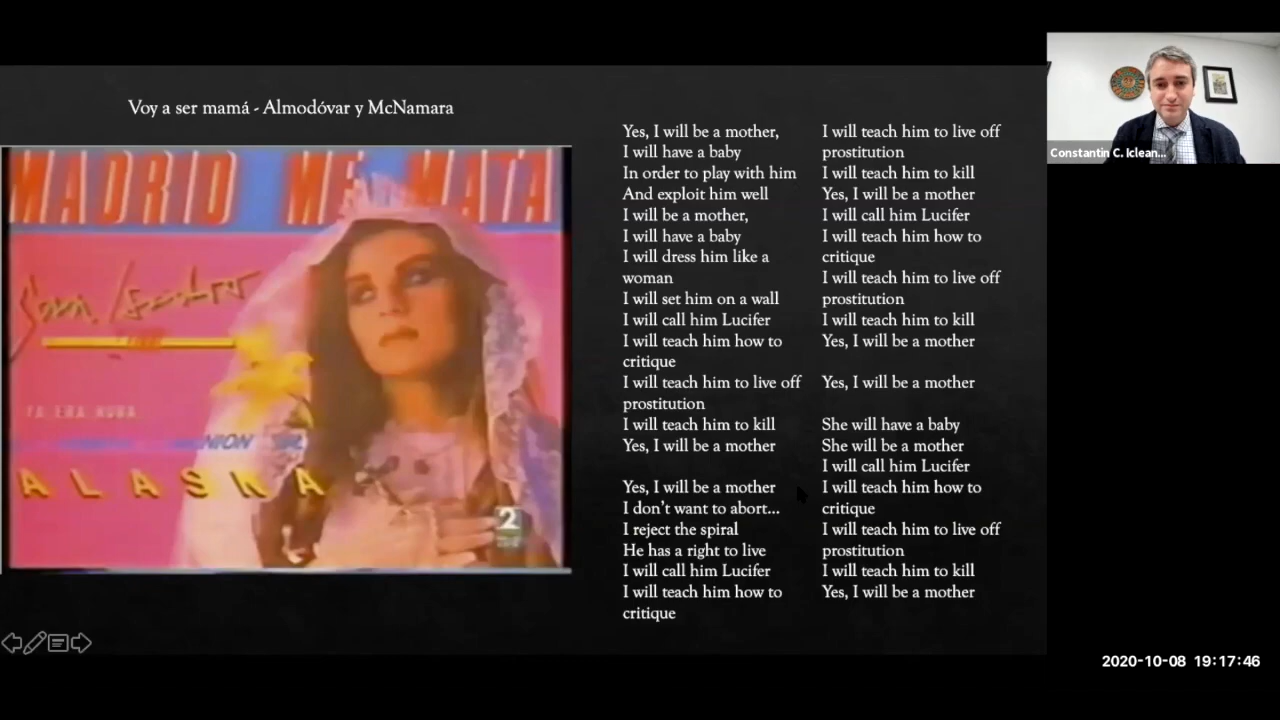 Voy a ser mamá - Almodóvar y McNamara
MADRID ME MATA
YA ERA HORA
ALASKA
2
Yes, I will be a mother,
I will have a baby
In order to play with him
And exploit him well
I will be a mother,
I will have a baby
I will dress him like a
woman
I will set him on a wall
I will call him Lucifer
I will teach him how to
critique
I will teach him to live off
prostitution
I will teach him to kill
Yes, I will be a mother
Yes, I will be a mother
I don't want to abort...
I reject the spiral
He has a right to live
I will call him Lucifer
I will teach him how to
critique
I will teach him to live off
prostitution
I will teach him to kill
Yes, I will be a mother
I will call him Lucifer
I will teach him how to
critique
I will teach him to live off
prostitution
I will teach him to kill
Yes, I will be a mother
Yes, I will be a mother
She will have a baby
She will be a mother
I will call him Lucifer
I will teach him how to
critique
I will teach him to live off
prostitution
I will teach him to kill
Yes, I will be a mother
Constantin C. Iclean...
2020-10-08 19:17:46